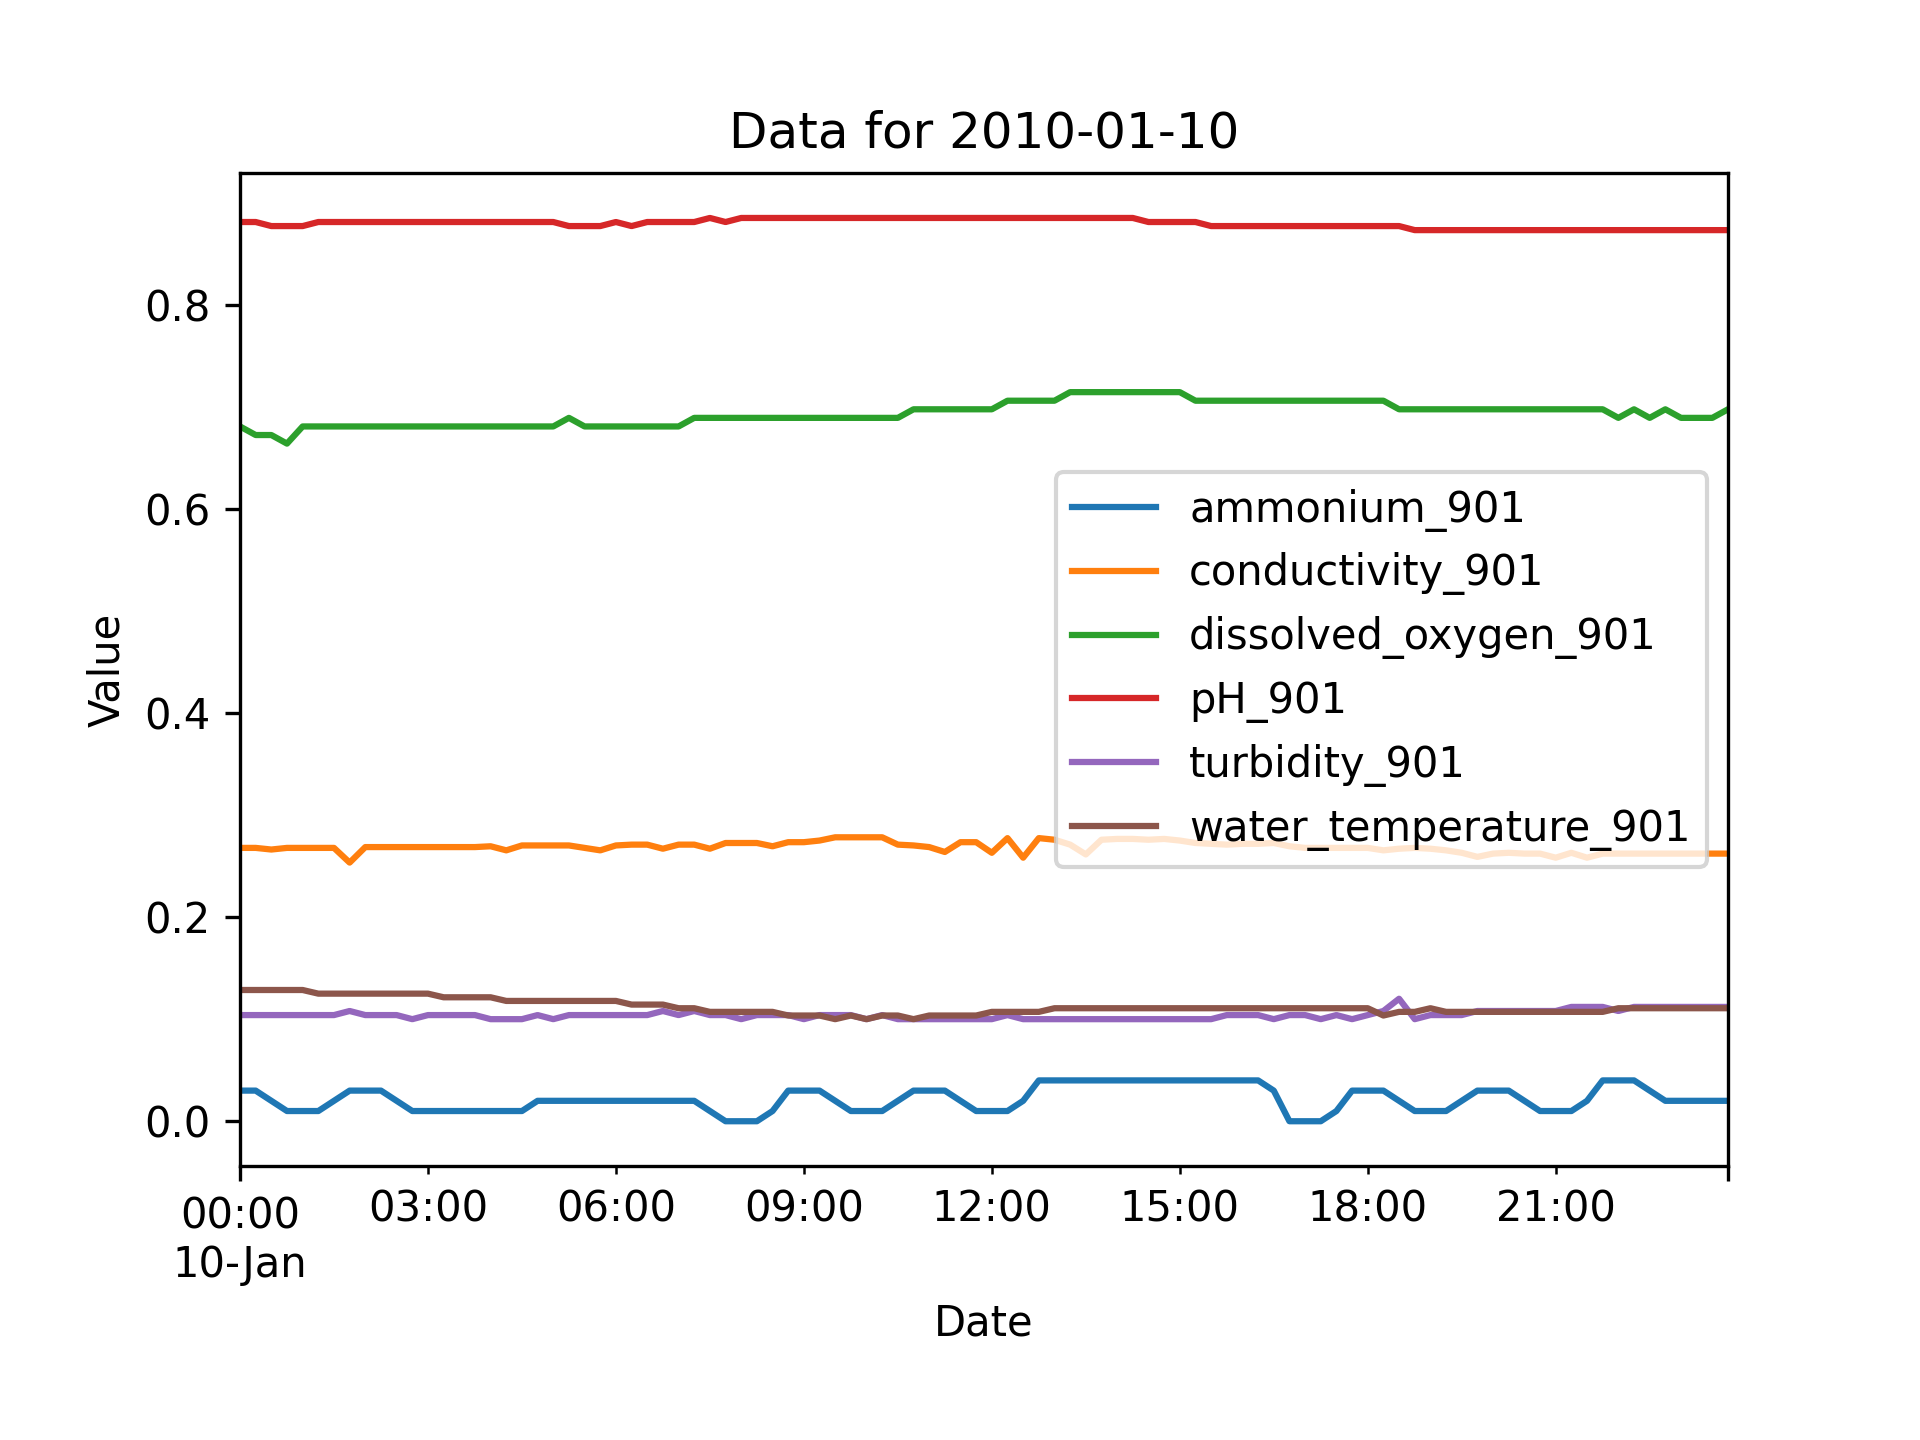 Data for 2010-01-10
Value
0.8
0.6
0.4
0.2
0.0
ammonium_901
conductivity_901
dissolved_oxygen_901
pH_901
turbidity_901
water_temperature_901
00:00 03:00 06:00 09:00 12:00 15:00 18:00 21:00
10-Jan
Date